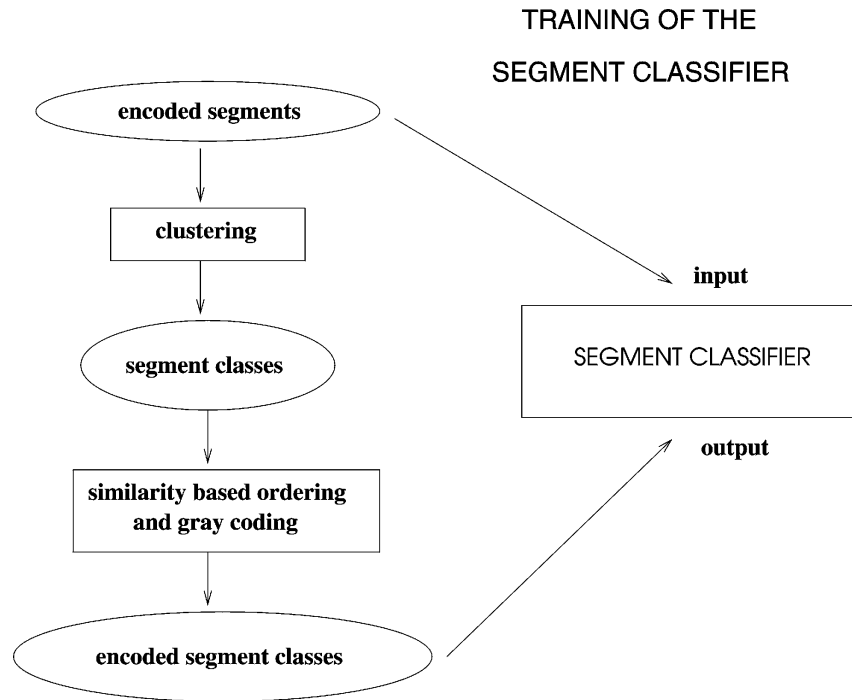 TRAINING OF THE
SEGMENT CLASSIFIER
encoded segments
clustering
input
SEGMENT CLASSIFIER
segment classes
output
similarity based ordering
and gray coding
encoded segment classes